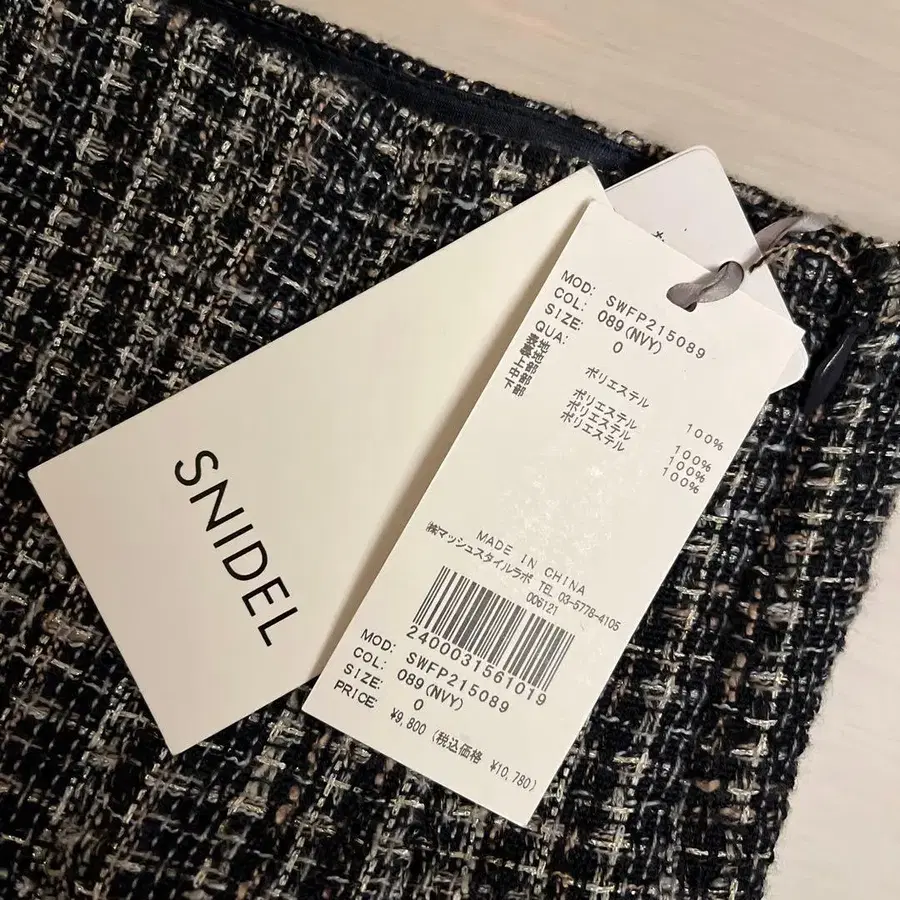 SNIDEL
MOD: SWFP215089
COL: 089(NVY)
SIZE: 0
QUA:
表地 ポリエステル 100%
裏地
上部 ポリエステル 100%
中部 ポリエステル 100%
下部 ポリエステル 100%
MADE IN CHINA
㈱マッシュスタイルラボ TEL 03-5778-4105
006121
2400031561019
MOD: SWFP215089
COL: 089(NVY)
SIZE: 0
PRICE: ¥9,800 (税込価格 ¥10,780)